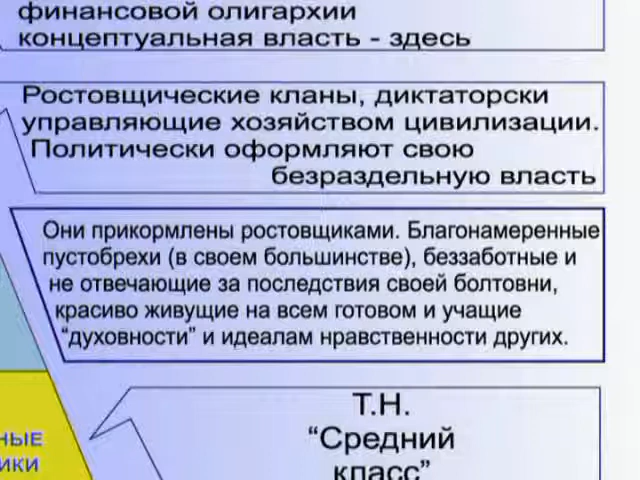 финансовой олигархии
концептуальная власть - здесь
Ростовщические кланы, диктаторски
управляющие хозяйством цивилизации.
Политически оформляют свою
безраздельную власть
Они прикормлены ростовщиками. Благонамеренные
пустобрехи (в своем большинстве), беззаботные и
не отвечающие за последствия своей болтовни,
красиво живущие на всем готовом и учащие
“духовности” и идеалам нравственности других.
Т.Н.
“Средний
класс”
ные
ики